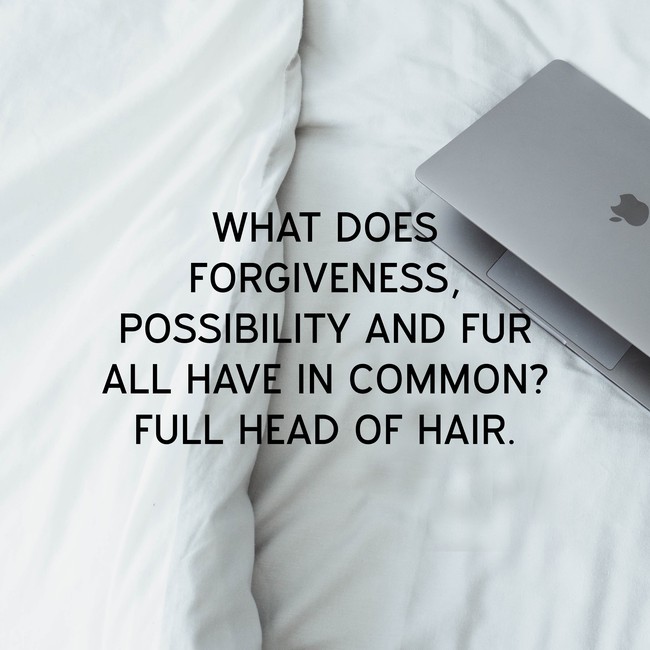 WHAT DOES
FORGIVENESS,
POSSIBILITY AND FUR
ALL HAVE IN COMMON?
FULL HEAD OF HAIR.